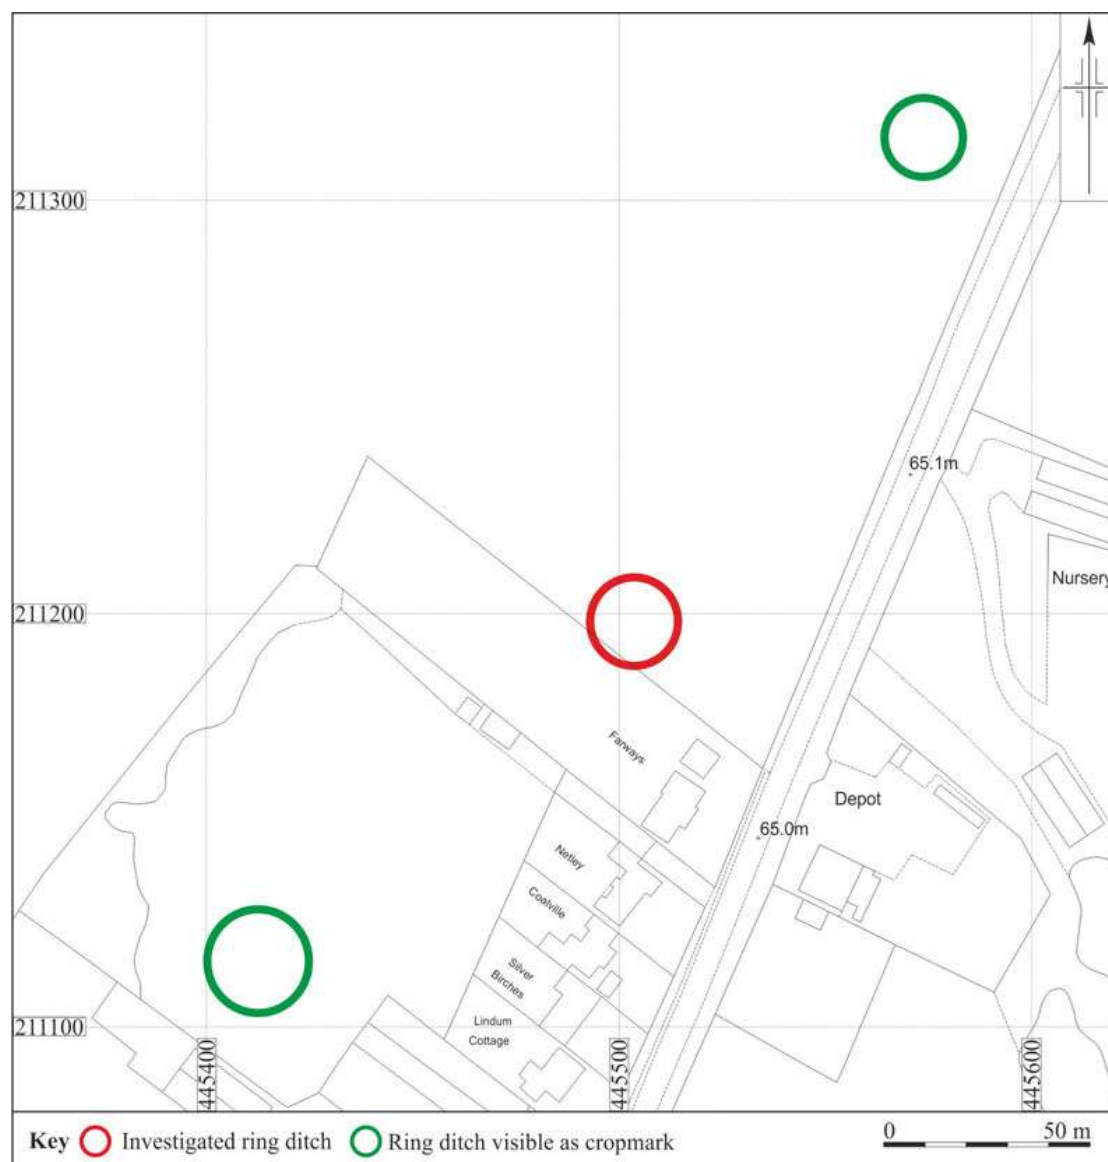 211300
65.1m
Nursery
211200
Farways
Depot
65.0m
Netley
Coalville
Silver
Birches
Lindum
Cottage
211100
445400
445500
445600
Key Investigated ring ditch Ring ditch visible as cropmark 0 50 m